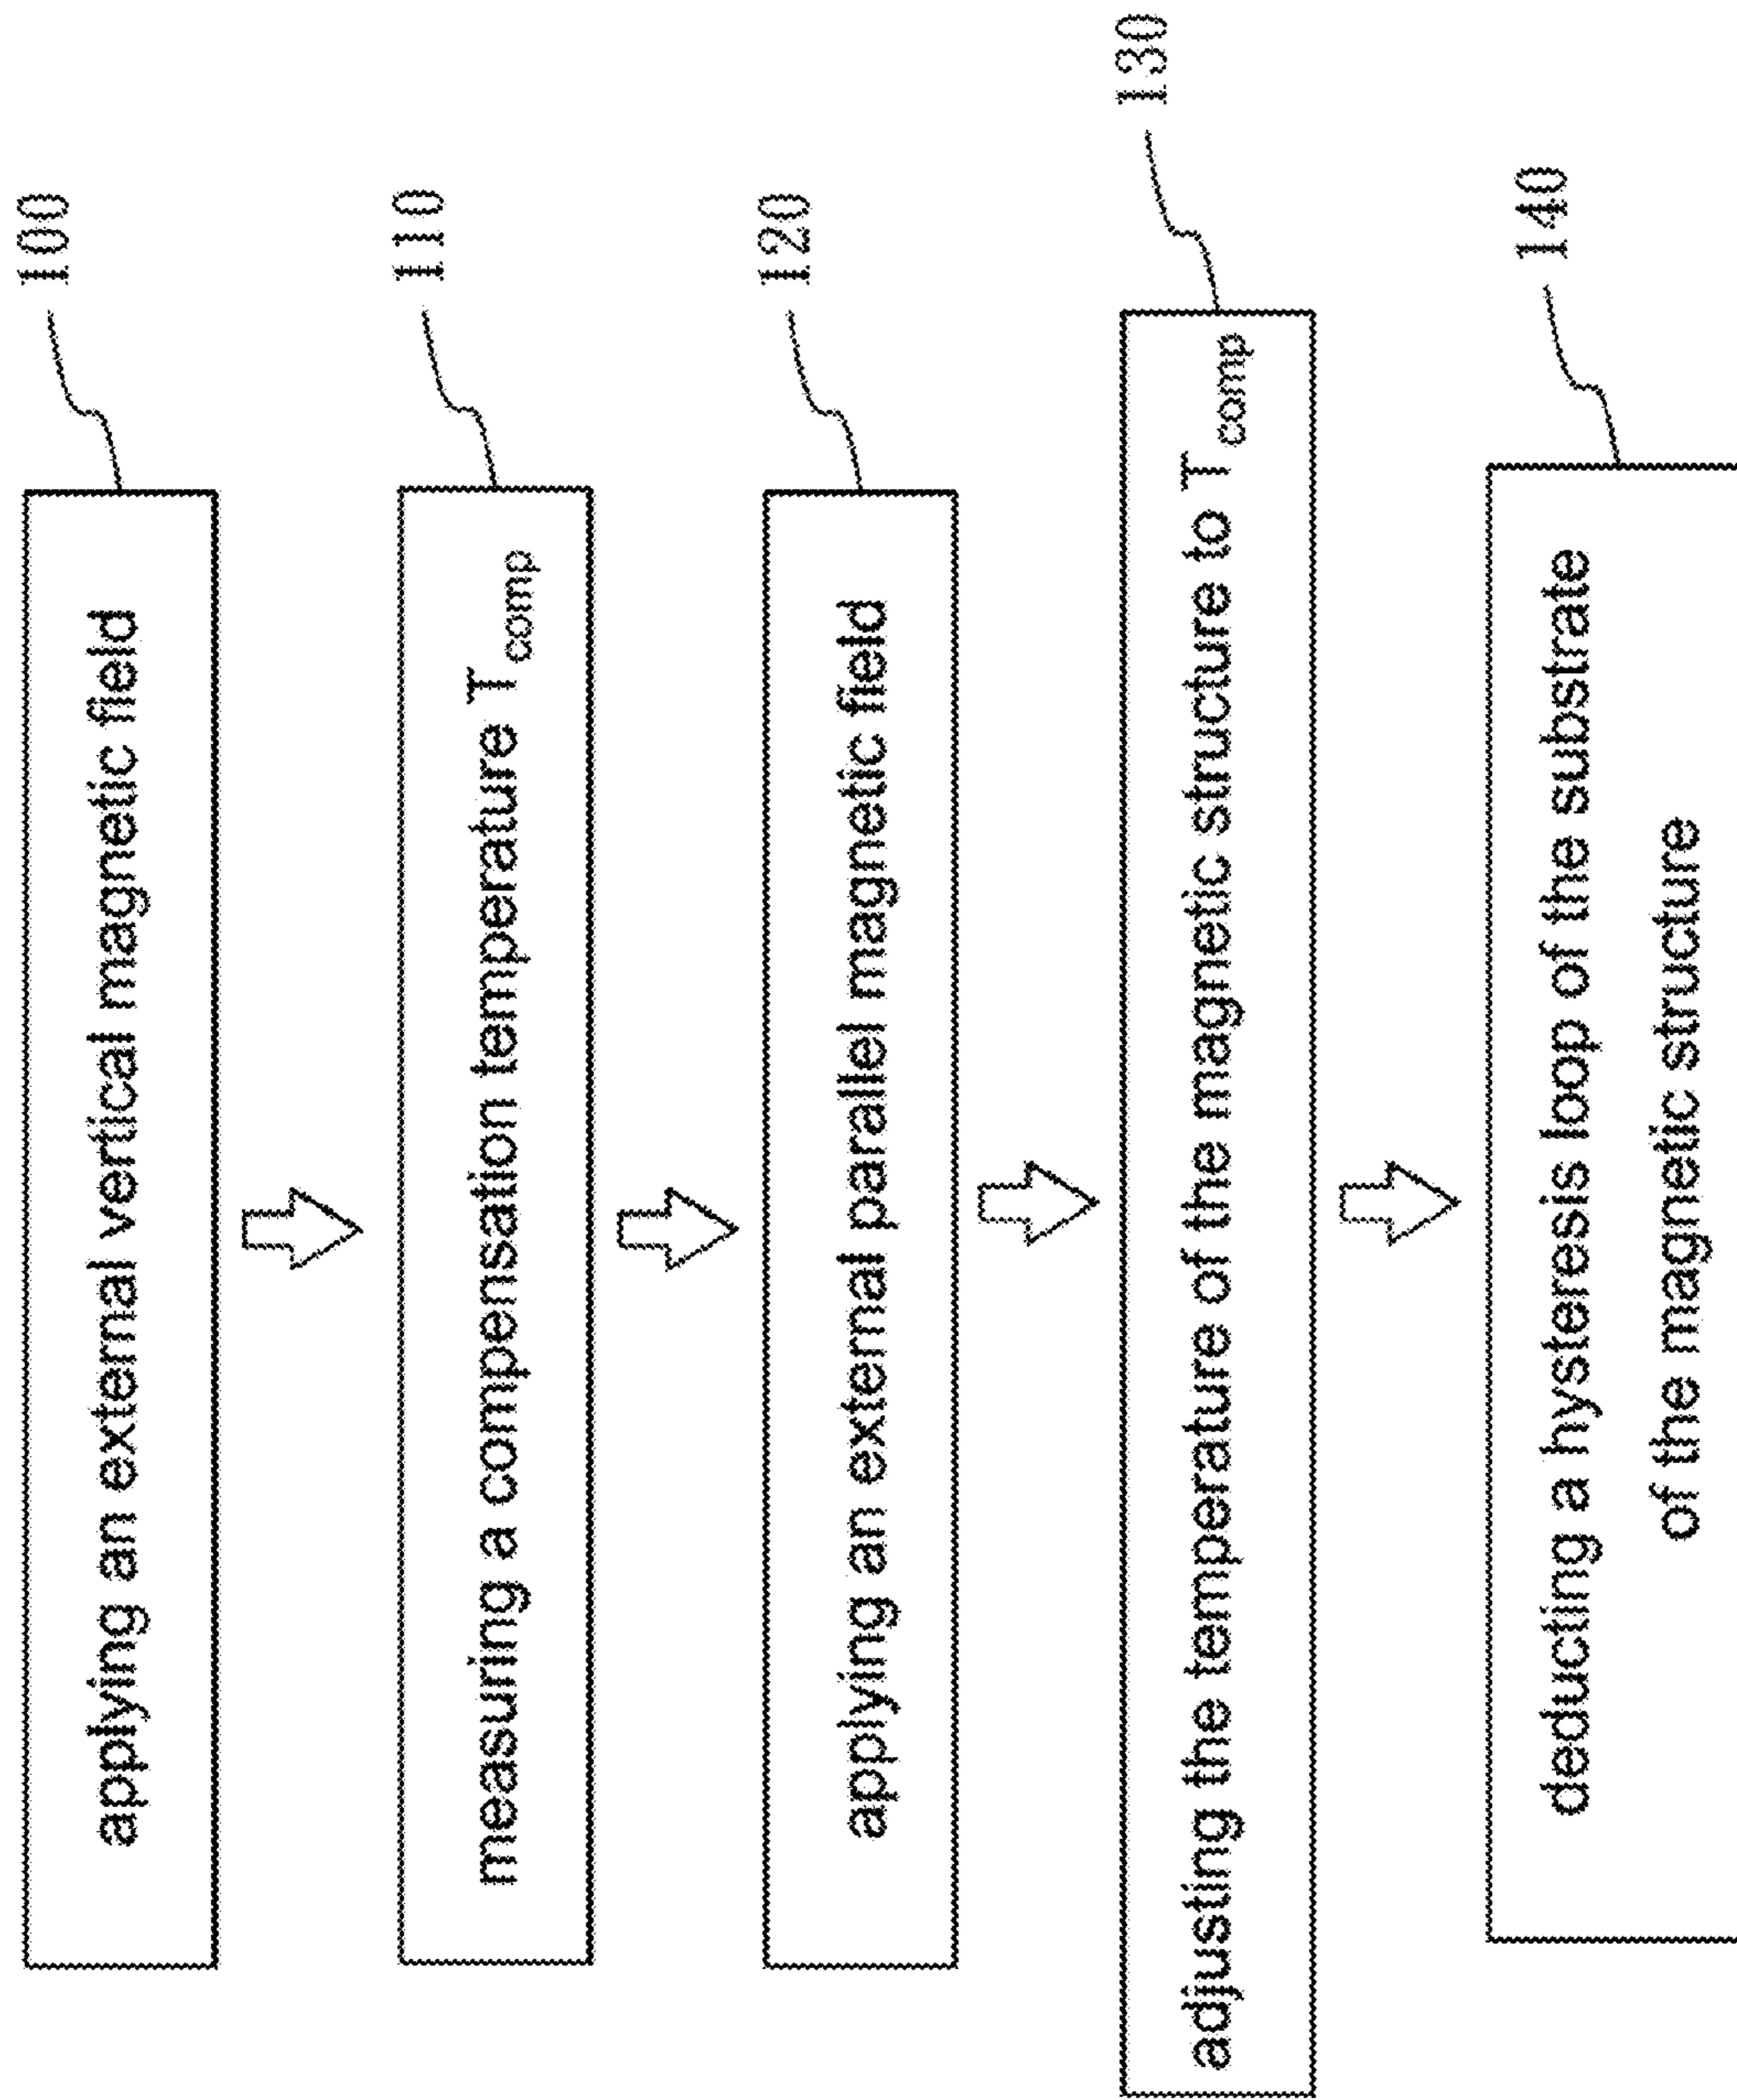 100
applying an external vertical magnetic field
110
measuring a compensation temperature Tcomp
120
applying an external parallel magnetic field
130
adjusting the temperature of the magnetic structure to Tcomp
140
deducting a hysteresis loop of the substrate
of the magnetic structure